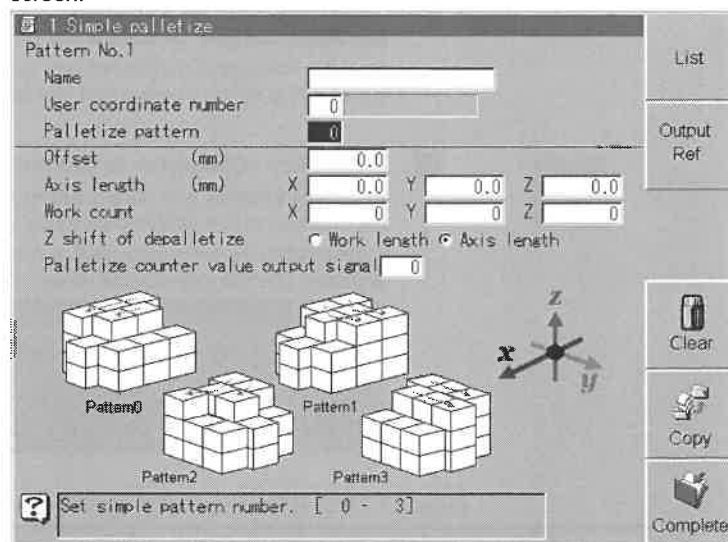 screen.
1 Simple palletize
Pattern No.1
Name
User coordinate number 0
Palletize pattern 0
Offset (mm) 0.0
Axis length (mm) X 0.0 Y 0.0 Z 0.0
Work count X 0 Y 0 Z 0
Z shift of depalletize Work length Axis length
Palletize counter value output signal 0
Pattern0
Pattern1
Pattern2
Pattern3
z
x
y
Set simple pattern number. [ 0 - 3]
List
Output
Ref
Clear
Copy
Complete